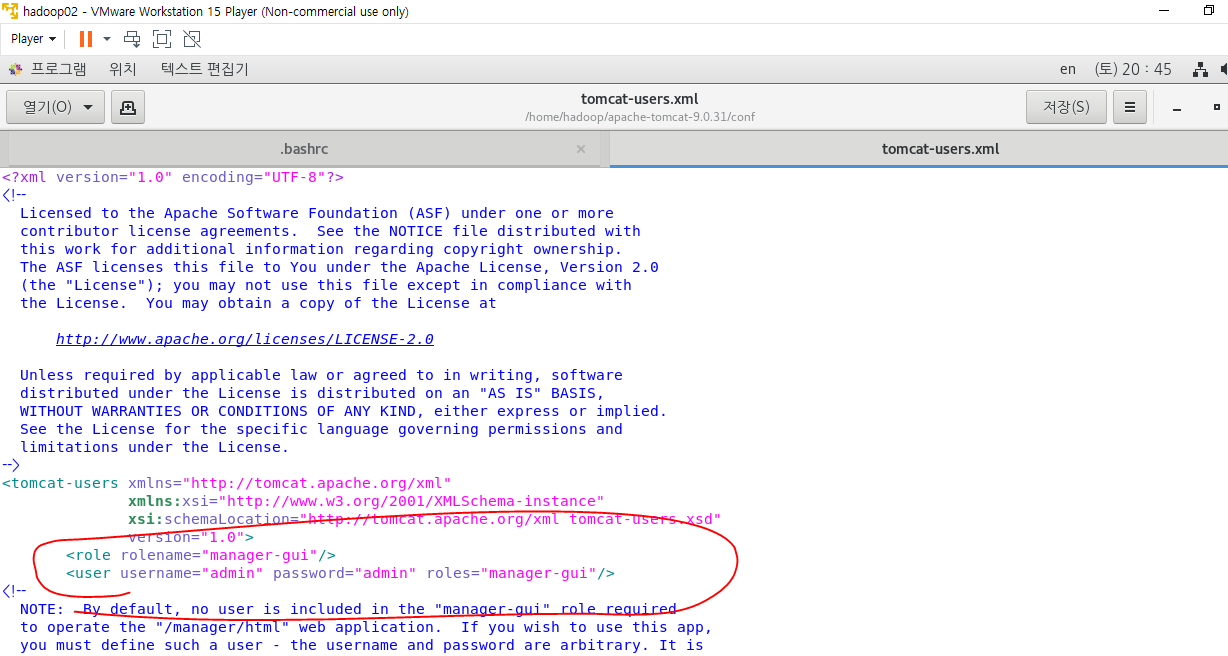 hadoop02 - VMware Workstation 15 Player (Non-commercial use only)
Player
프로그램 위치 텍스트 편집기 en (토) 20 : 45
열기(O) tomcat-users.xml 저장(S)
/home/hadoop/apache-tomcat-9.0.31/conf
.bashrc tomcat-users.xml
<?xml version="1.0" encoding="UTF-8"?>
<!--
Licensed to the Apache Software Foundation (ASF) under one or more
contributor license agreements.  See the NOTICE file distributed with
this work for additional information regarding copyright ownership.
The ASF licenses this file to You under the Apache License, Version 2.0
(the "License"); you may not use this file except in compliance with
the License.  You may obtain a copy of the License at
http://www.apache.org/licenses/LICENSE-2.0
Unless required by applicable law or agreed to in writing, software
distributed under the License is distributed on an "AS IS" BASIS,
WITHOUT WARRANTIES OR CONDITIONS OF ANY KIND, either express or implied.
See the License for the specific language governing permissions and
limitations under the License.
-->
<tomcat-users xmlns="http://tomcat.apache.org/xml"
xmlns:xsi="http://www.w3.org/2001/XMLSchema-instance"
xsi:schemaLocation="http://tomcat.apache.org/xml tomcat-users.xsd"
version="1.0">
<role rolename="manager-gui"/>
<user username="admin" password="admin" roles="manager-gui"/>
<!--
NOTE:  By default, no user is included in the "manager-gui" role required
to operate the "/manager/html" web application.  If you wish to use this app,
you must define such a user - the username and password are arbitrary. It is